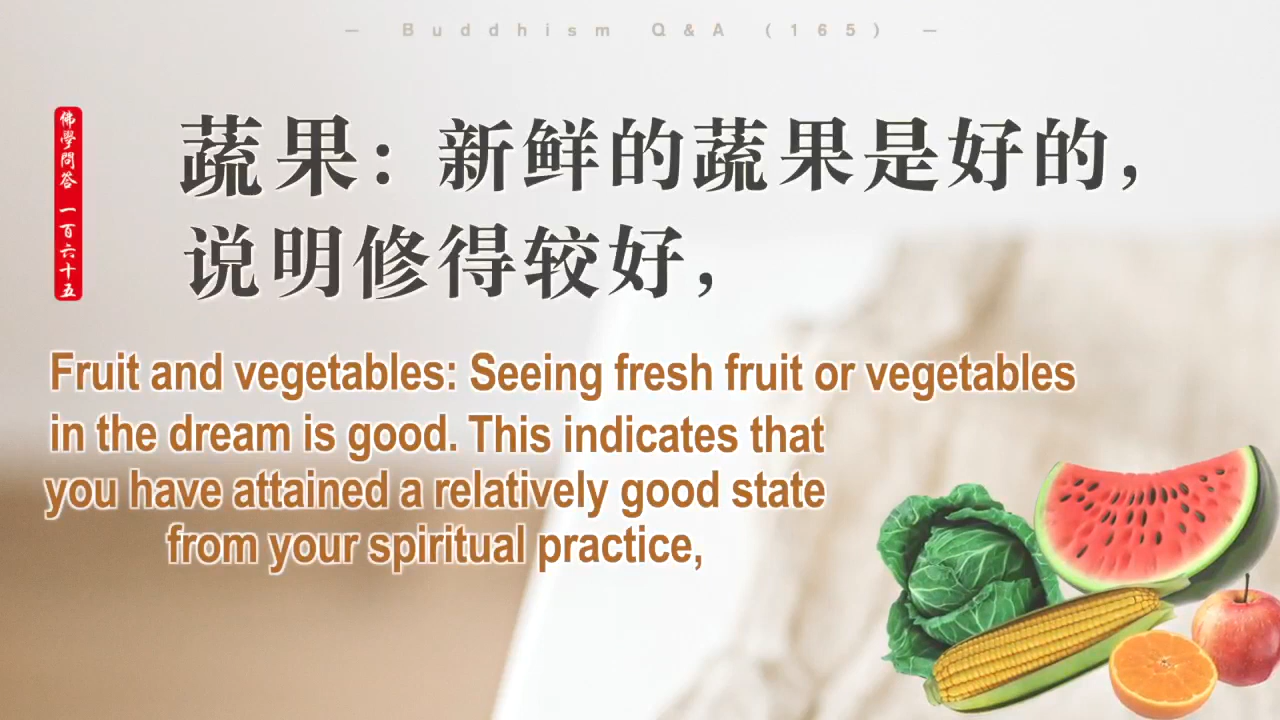 — Buddhism Q&A (165) —
佛學問答 一百六十五
蔬果：新鲜的蔬果是好的，
说明修得较好，
Fruit and vegetables: Seeing fresh fruit or vegetables
in the dream is good. This indicates that
you have attained a relatively good state
from your spiritual practice,